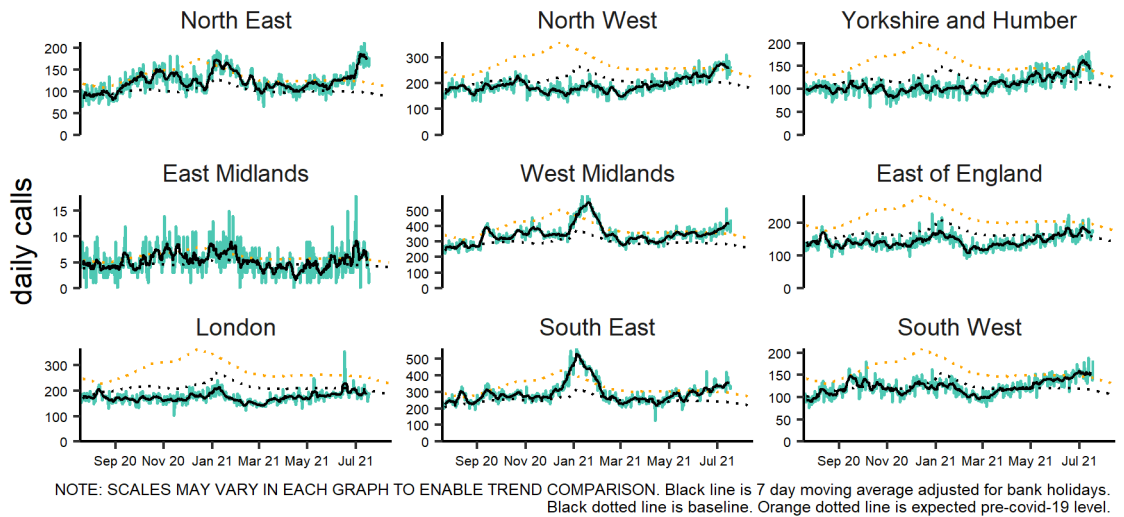 North East
North West
Yorkshire and Humber
200
150
100
50
0
300
200
100
0
200
150
100
50
0
East Midlands
West Midlands
East of England
daily calls
15
10
5
0
500
400
300
200
100
0
200
100
0
London
South East
South West
300
200
100
0
500
400
300
200
100
0
200
150
100
50
0
Sep 20 Nov 20 Jan 21 Mar 21 May 21 Jul 21
Sep 20 Nov 20 Jan 21 Mar 21 May 21 Jul 21
Sep 20 Nov 20 Jan 21 Mar 21 May 21 Jul 21
NOTE: SCALES MAY VARY IN EACH GRAPH TO ENABLE TREND COMPARISON. Black line is 7 day moving average adjusted for bank holidays.
Black dotted line is baseline. Orange dotted line is expected pre-covid-19 level.